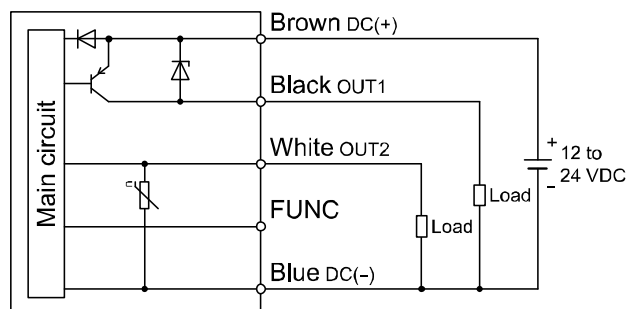 Brown DC(+)
Black OUT1
Main circuit
White OUT2
+ 12 to
- 24 VDC
Load
FUNC
Load
Blue DC(−)